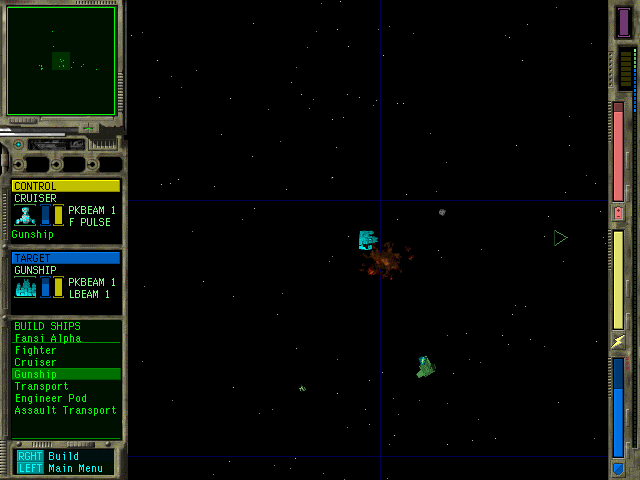 CONTROL
CRUISER
PKBEAM 1
F PULSE
Gunship
TARGET
GUNSHIP
PKBEAM 1
LBEAM 1
BUILD SHIPS
Fansi Alpha
Fighter
Cruiser
Gunship
Transport
Engineer Pod
Assault Transport
RGHT Build
LEFT Main Menu